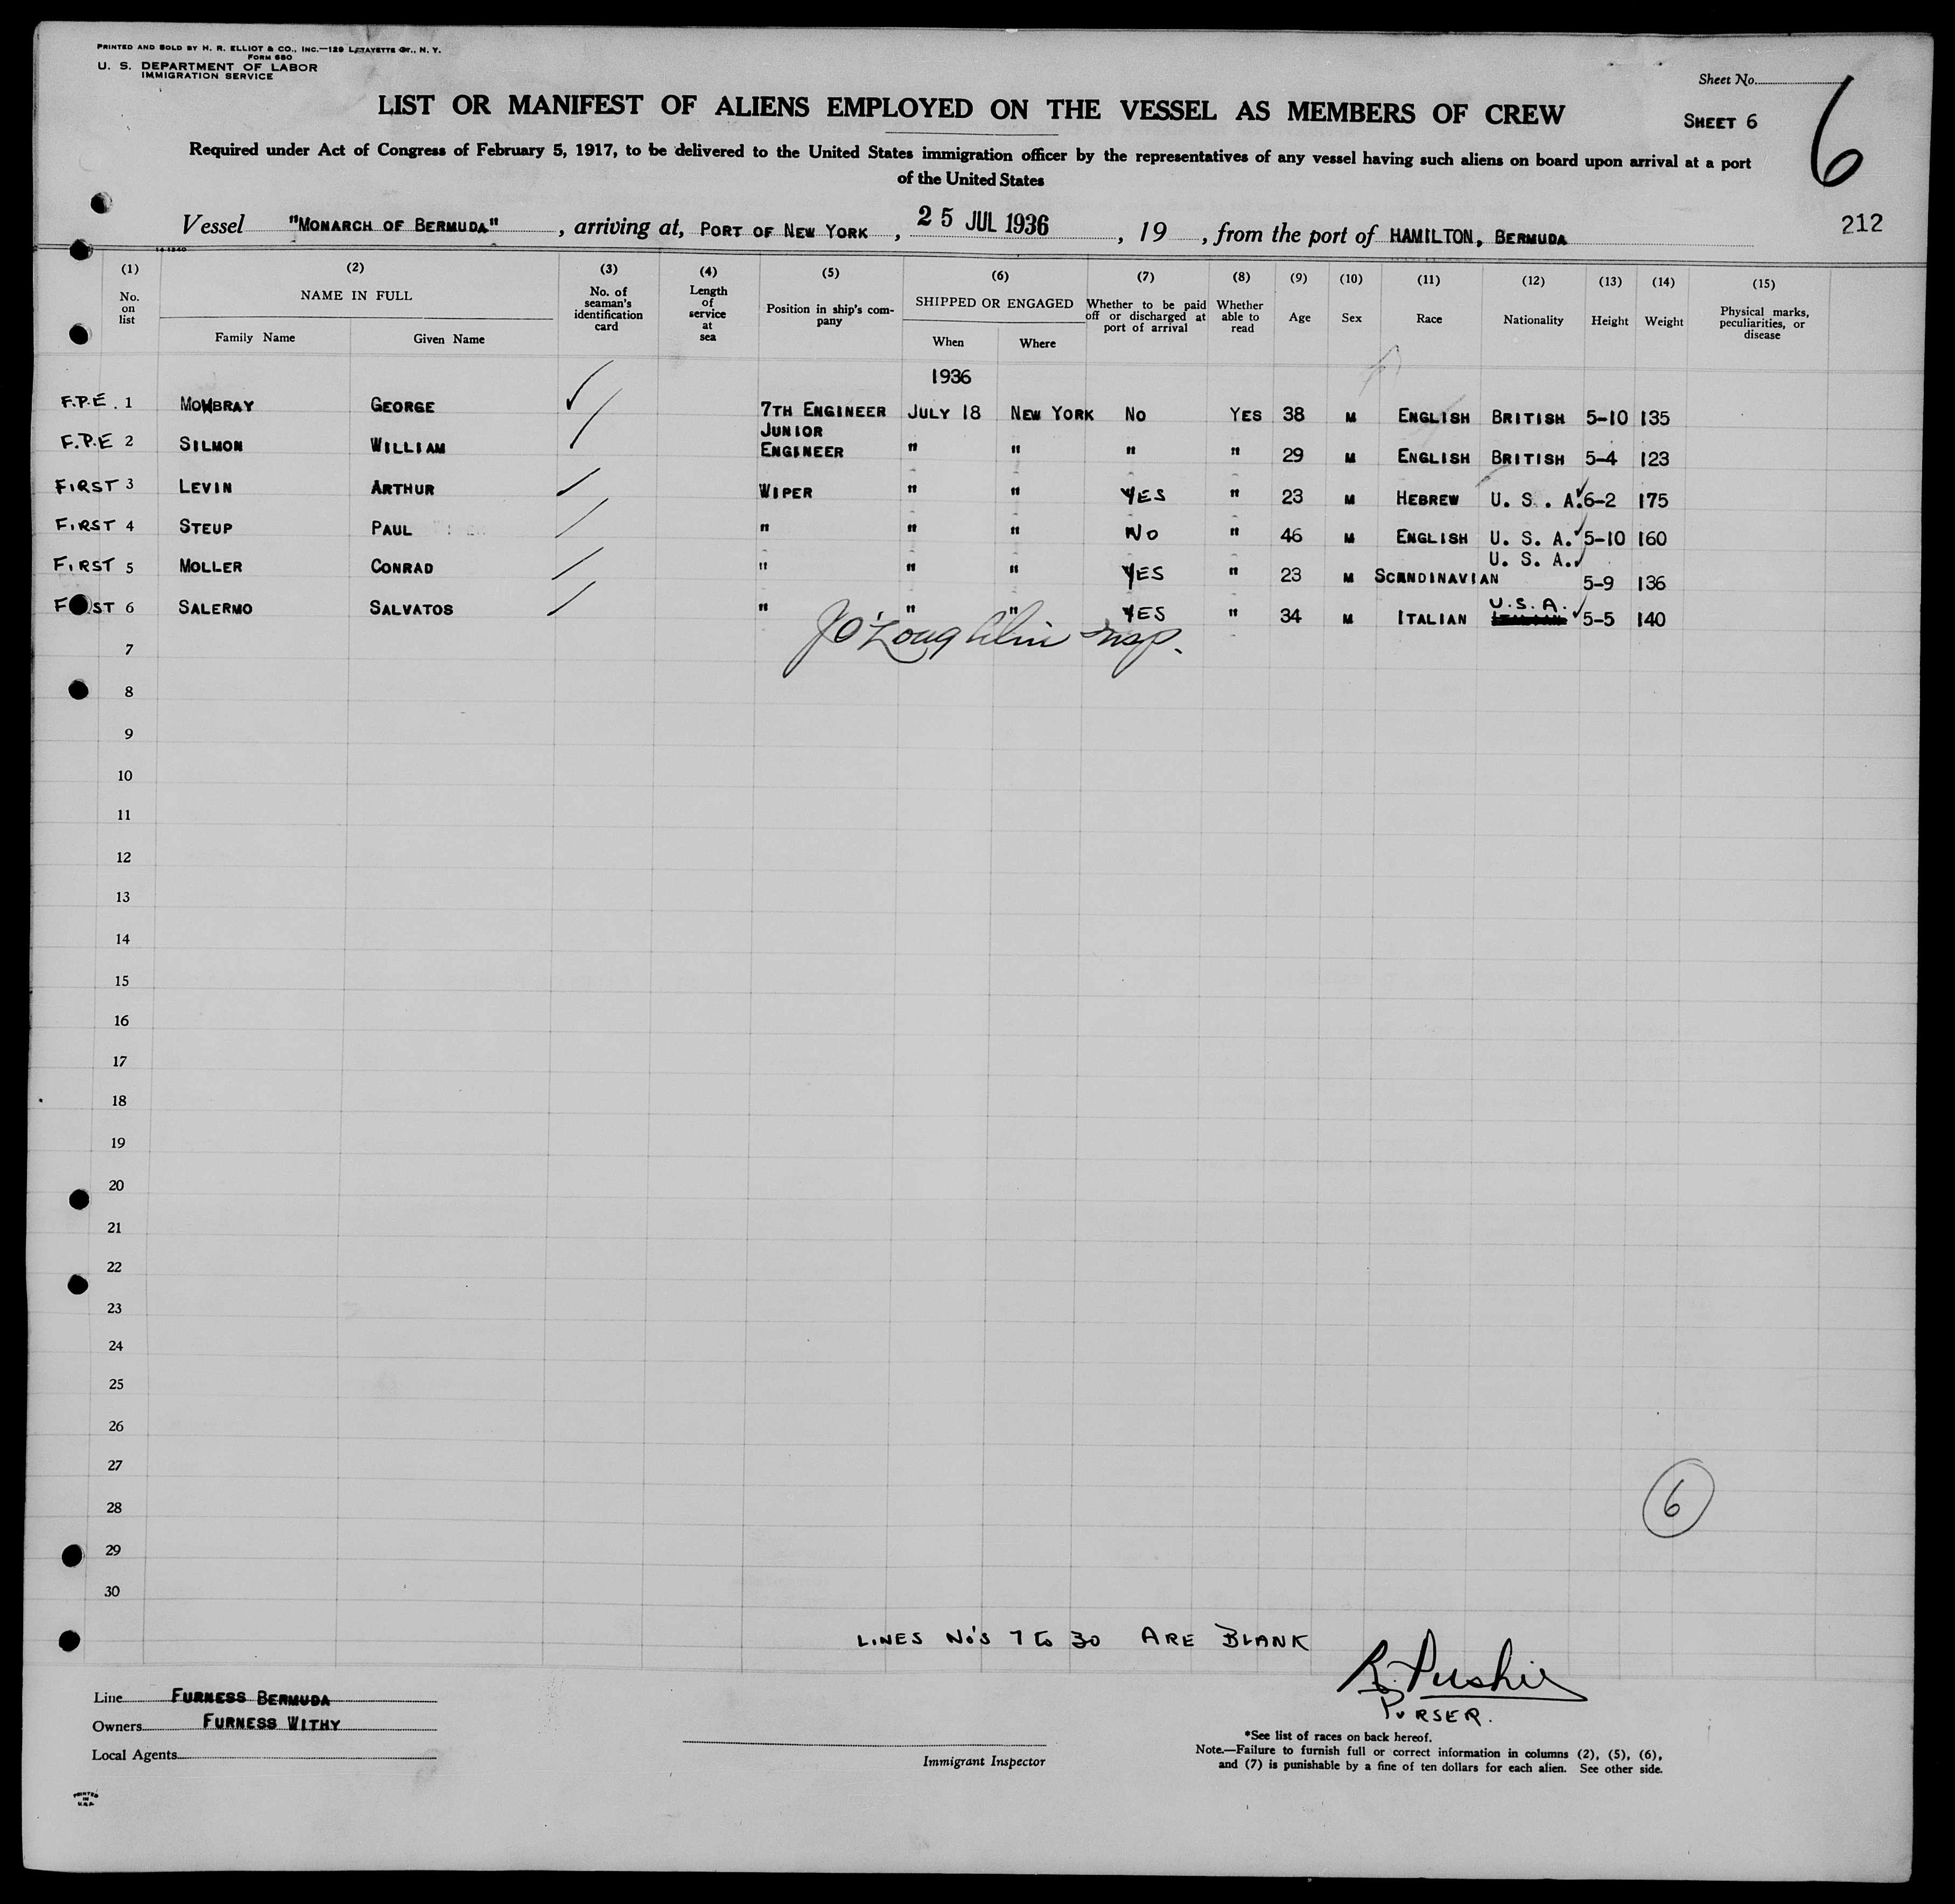 PRINTED AND SOLD BY H. R. ELLIOT & CO., INC.—129 LAFAYETTE ST., N. Y.
FORM 680
U. S. DEPARTMENT OF LABOR
IMMIGRATION SERVICE
Sheet No.
LIST OR MANIFEST OF ALIENS EMPLOYED ON THE VESSEL AS MEMBERS OF CREW
SHEET 6
6
Required under Act of Congress of February 5, 1917, to be delivered to the United States immigration officer by the representatives of any vessel having such aliens on board upon arrival at a port
of the United States
Vessel "MONARCH OF BERMUDA" , arriving at, PORT OF NEW YORK , 25 JUL 1936 , 19 , from the port of HAMILTON, BERMUDA
212
14-1240
(1) (2) (3) (4) (5) (6) (7) (8) (9) (10) (11) (12) (13) (14) (15)
No. on list NAME IN FULL Family Name Given Name No. of seaman's identification card Length of service at sea Position in ship's company SHIPPED OR ENGAGED When Where Whether to be paid off or discharged at port of arrival Whether able to read Age Sex Race Nationality Height Weight Physical marks, peculiarities, or disease
1936
F.P.E. 1 MOWBRAY GEORGE 7TH ENGINEER JULY 18 NEW YORK NO YES 38 M ENGLISH BRITISH 5-10 135
F.P.E 2 SILMON WILLIAM JUNIOR ENGINEER " " " " 29 M ENGLISH BRITISH 5-4 123
FIRST 3 LEVIN ARTHUR WIPER " " YES " 23 M HEBREW U. S. A. 6-2 175
FIRST 4 STEUP PAUL " " " NO " 46 M ENGLISH U. S. A. 5-10 160
FIRST 5 MOLLER CONRAD " " " YES " 23 M SCANDINAVIAN U. S. A. 5-9 136
F ST 6 SALERMO SALVATOS " " " YES " 34 M ITALIAN U.S.A. ITALIAN 5-5 140
JO'Loughlin Insp.
7
8
9
10
11
12
13
14
15
16
17
18
19
20
21
22
23
24
25
26
27
28
29
30
6
LINES No's 7 to 30 ARE BLANK
PURSER.
Line FURNESS BERMUDA
Owners FURNESS WITHY
Local Agents
Immigrant Inspector
*See list of races on back hereof.
Note.—Failure to furnish full or correct information in columns (2), (5), (6),
and (7) is punishable by a fine of ten dollars for each alien. See other side.
PRINTED
IN
U.S.A.